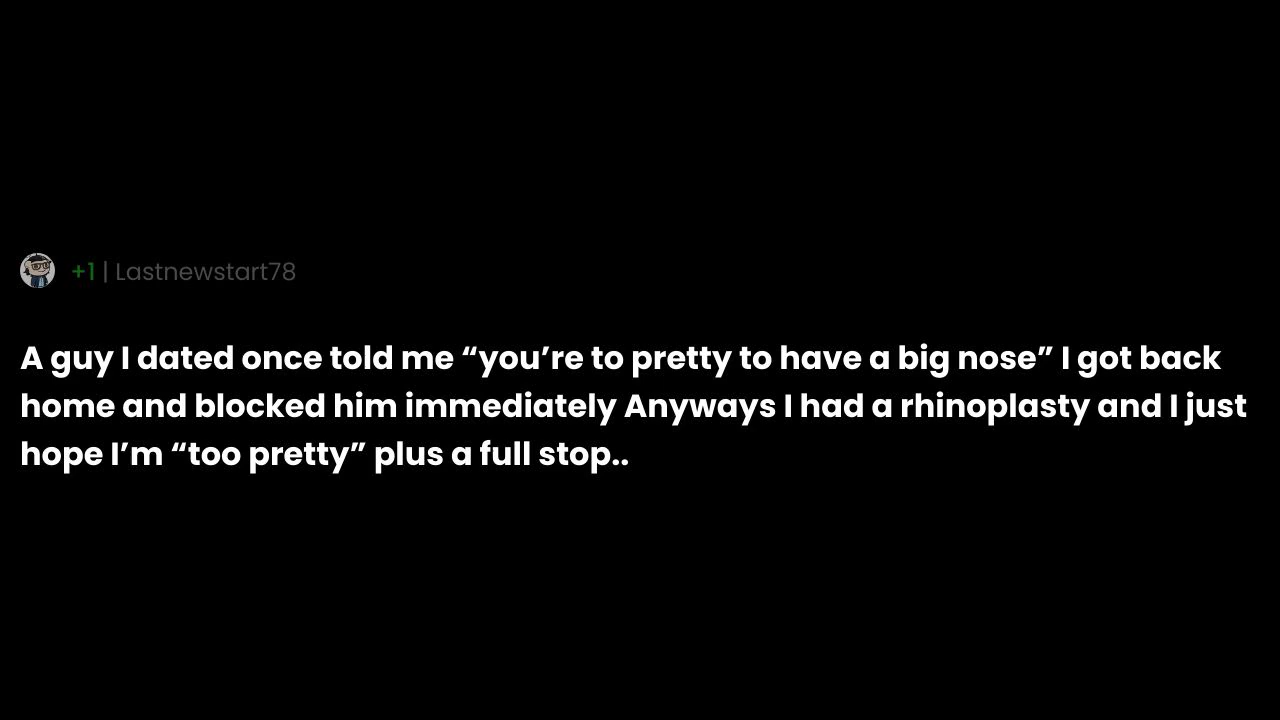 +1 | Lastnewstart78
A guy I dated once told me “you’re to pretty to have a big nose” I got back
home and blocked him immediately Anyways I had a rhinoplasty and I just
hope I’m “too pretty” plus a full stop..